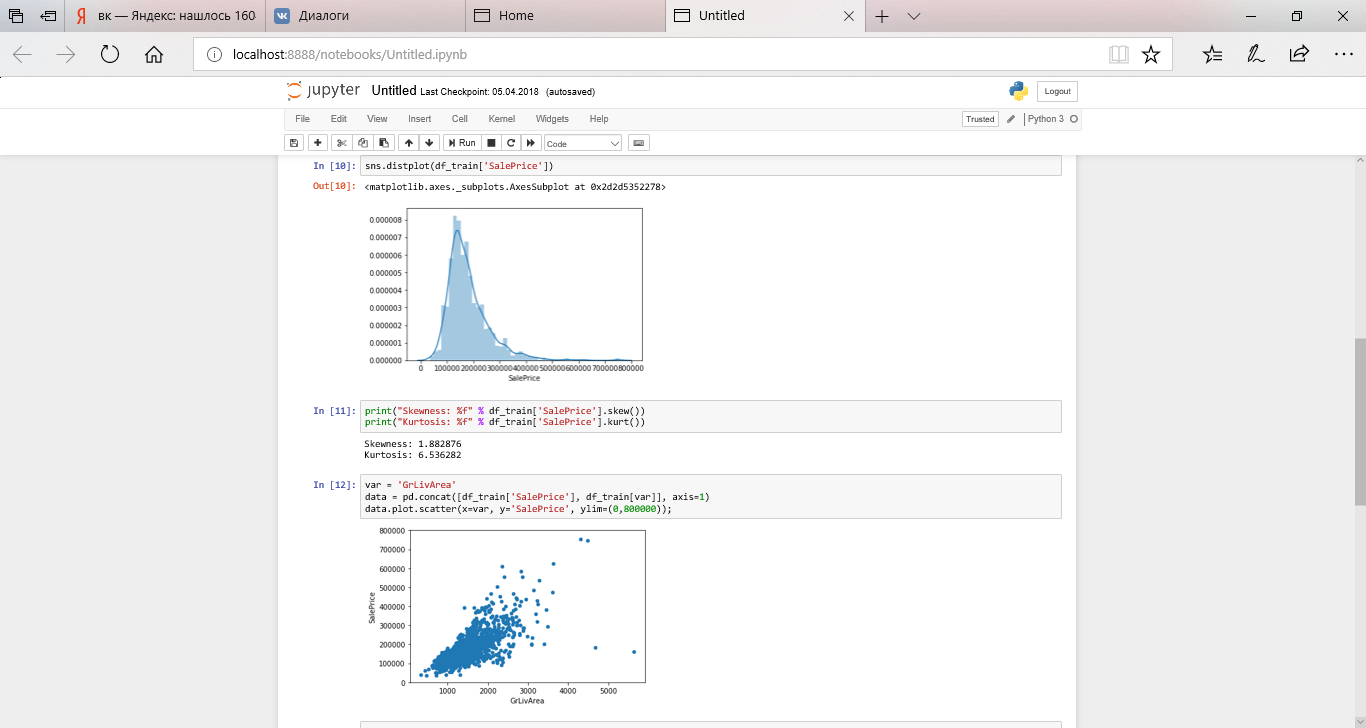 вк — Яндекс: нашлось 160
Диалоги
Home
Untitled
localhost:8888/notebooks/Untitled.ipynb
jupyter Untitled Last Checkpoint: 05.04.2018 (autosaved)
Logout
File Edit View Insert Cell Kernel Widgets Help
Trusted Python 3
Run Code
In [10]: sns.distplot(df_train['SalePrice'])
Out[10]: <matplotlib.axes._subplots.AxesSubplot at 0x2d2d5352278>
0.000008
0.000007
0.000006
0.000005
0.000004
0.000003
0.000002
0.000001
0.000000
0 100000 200000 300000 400000 500000 600000 700000 800000
SalePrice
In [11]: print("Skewness: %f" % df_train['SalePrice'].skew())
print("Kurtosis: %f" % df_train['SalePrice'].kurt())
Skewness: 1.882876
Kurtosis: 6.536282
In [12]: var = 'GrLivArea'
data = pd.concat([df_train['SalePrice'], df_train[var]], axis=1)
data.plot.scatter(x=var, y='SalePrice', ylim=(0,800000));
800000
700000
600000
500000
400000
300000
200000
100000
0
SalePrice
1000 2000 3000 4000 5000
GrLivArea